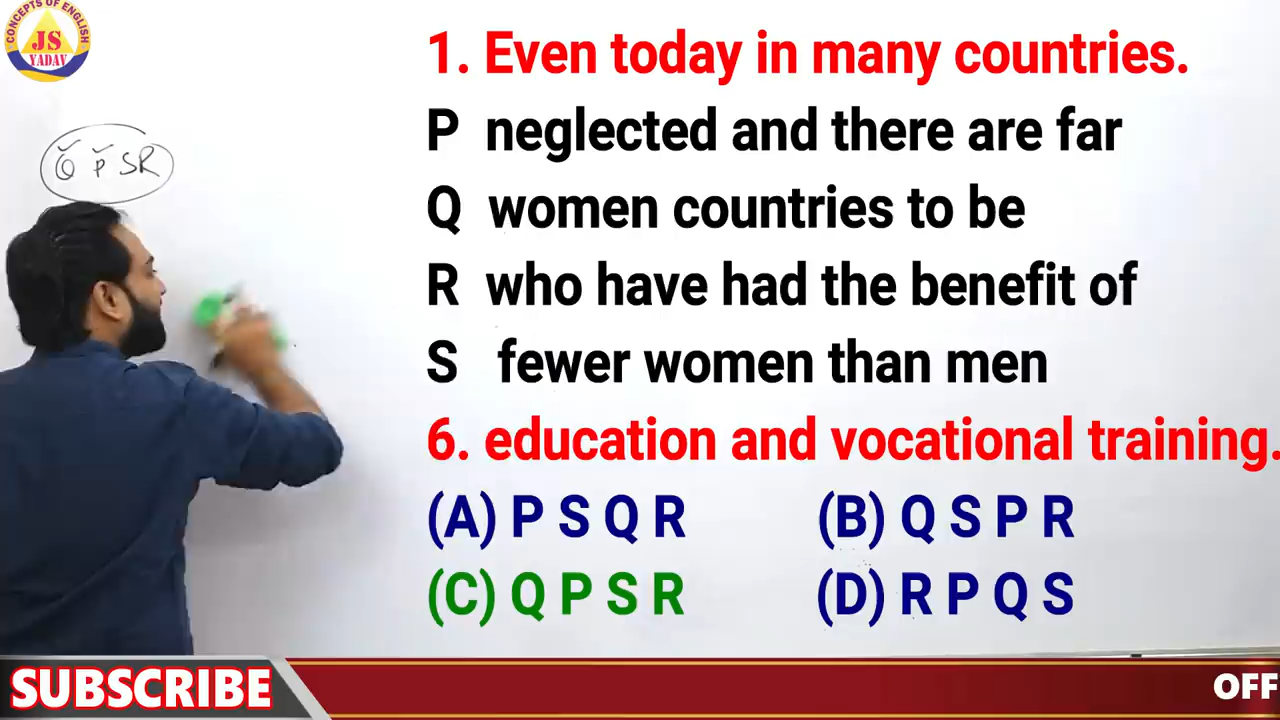 CONCEPTS OF ENGLISH
JS
YADAV
Q P S R
1. Even today in many countries.
P neglected and there are far
Q women countries to be
R who have had the benefit of
S fewer women than men
6. education and vocational training.
(A) P S Q R (B) Q S P R
(C) Q P S R (D) R P Q S
SUBSCRIBE
OFF